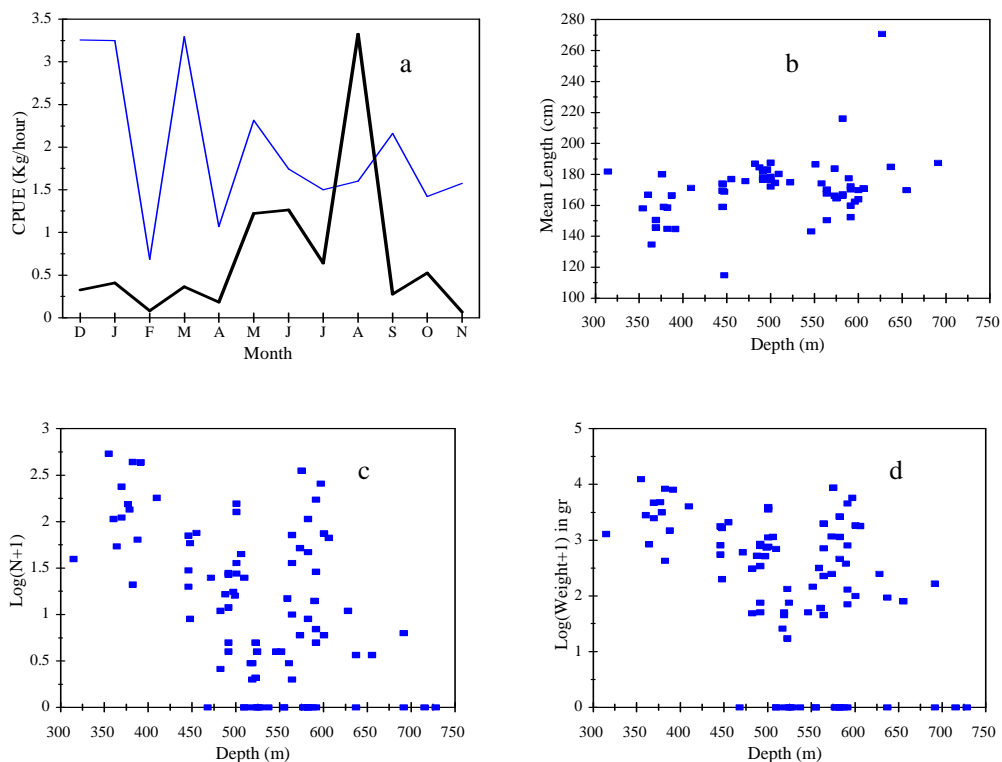 a
CPUE (Kg/hour)
3.5
3
2.5
2
1.5
1
0.5
0
D J F M A M J J A S O N
Month
b
Mean Length (cm)
280
260
240
220
200
180
160
140
120
100
300 350 400 450 500 550 600 650 700 750
Depth (m)
c
Log(N+1)
3
2.5
2
1.5
1
0.5
0
300 350 400 450 500 550 600 650 700 750
Depth (m)
d
Log(Weight+1) in gr
5
4
3
2
1
0
300 350 400 450 500 550 600 650 700 750
Depth (m)